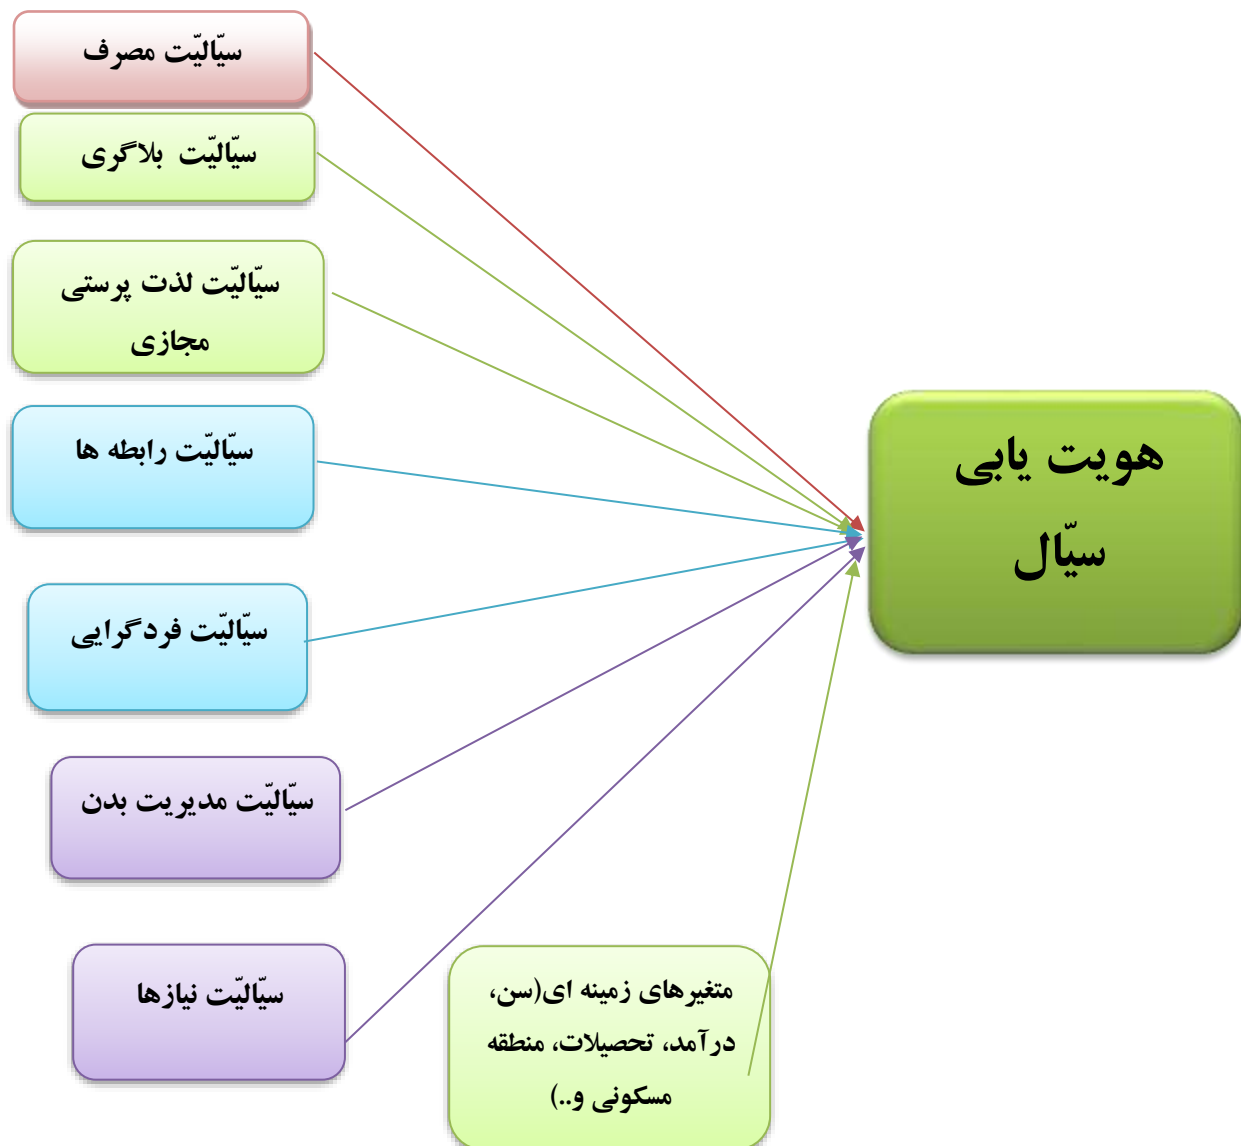 سیّالیّت مصرف
سیّالیّت بلاگری
سیّالیّت لذت پرستی
مجازی
سیّالیّت رابطه ها
سیّالیّت فردگرایی
سیّالیّت مدیریت بدن
سیّالیّت نیازها
متغیرهای زمینه ای(سن،
درآمد، تحصیلات، منطقه
مسکونی و..)
هویت یابی
سیّال